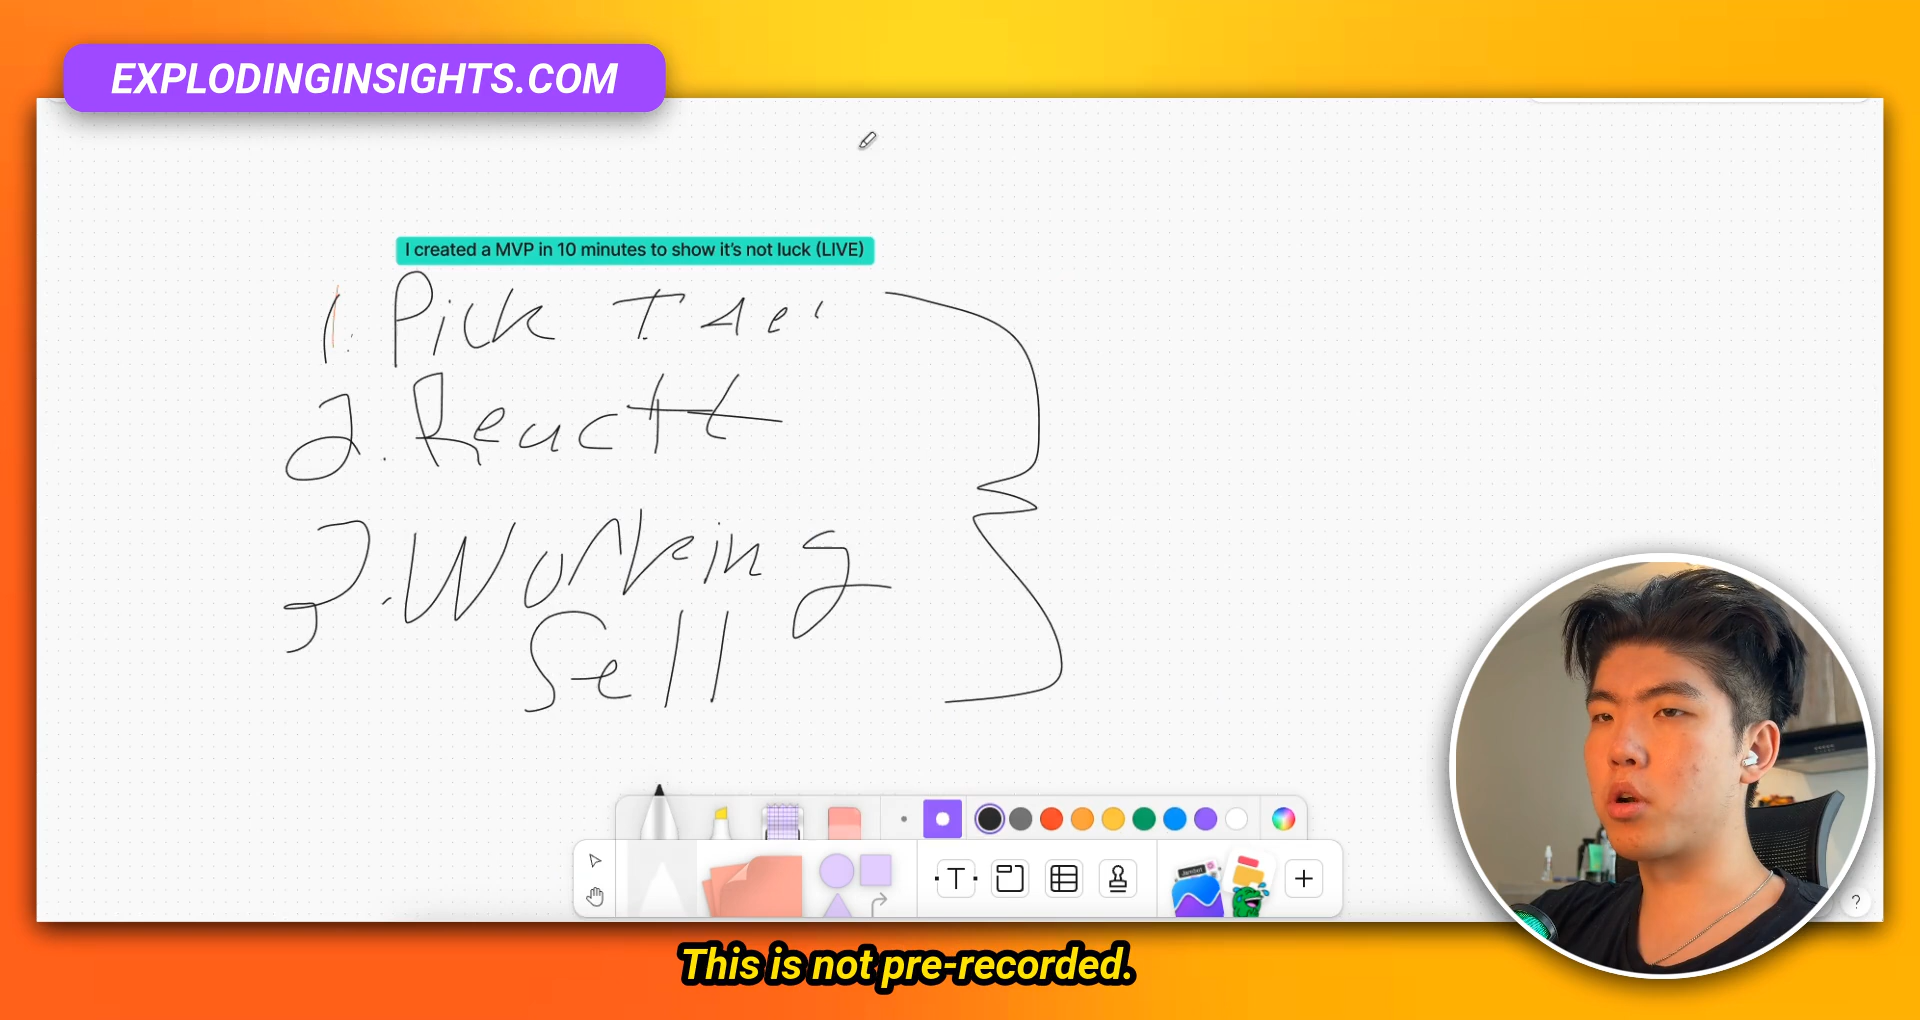 EXPLODINGINSIGHTS.COM
I created a MVP in 10 minutes to show it's not luck (LIVE)
1. Pick
2. React
3. Working
Sell
T
?
This is not pre-recorded.